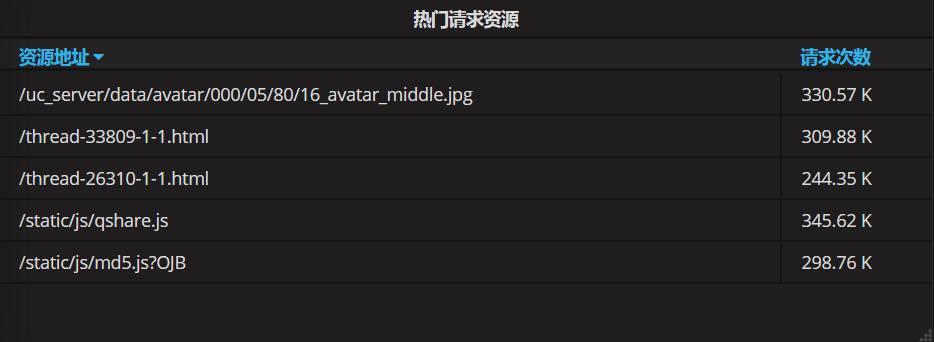 热门请求资源
资源地址 请求次数
/uc_server/data/avatar/000/05/80/16_avatar_middle.jpg 330.57 K
/thread-33809-1-1.html 309.88 K
/thread-26310-1-1.html 244.35 K
/static/js/qshare.js 345.62 K
/static/js/md5.js?OJB 298.76 K